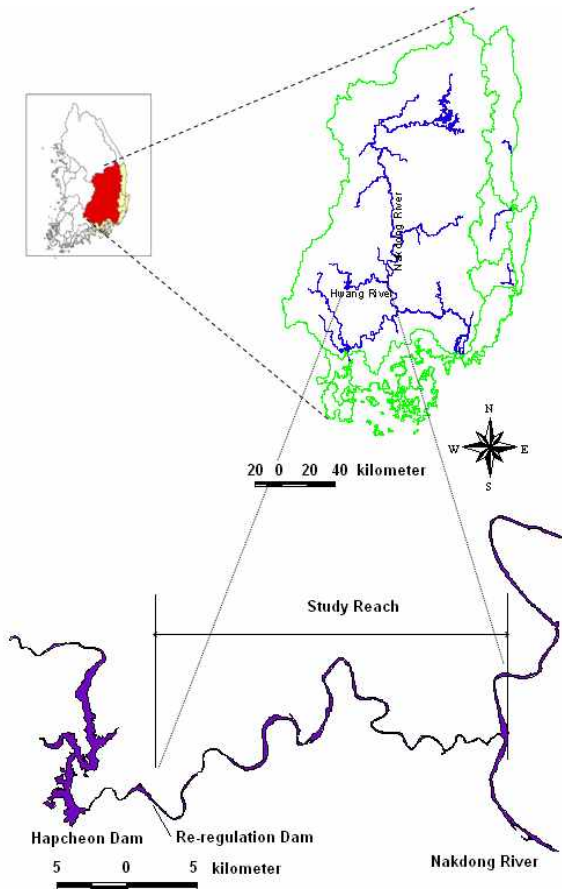 Nakdong River
Hwang River
N
W E
S
20 0 20 40 kilometer
Study Reach
Re-regulation Dam
Hapcheon Dam
Nakdong River
5 0 5
kilometer